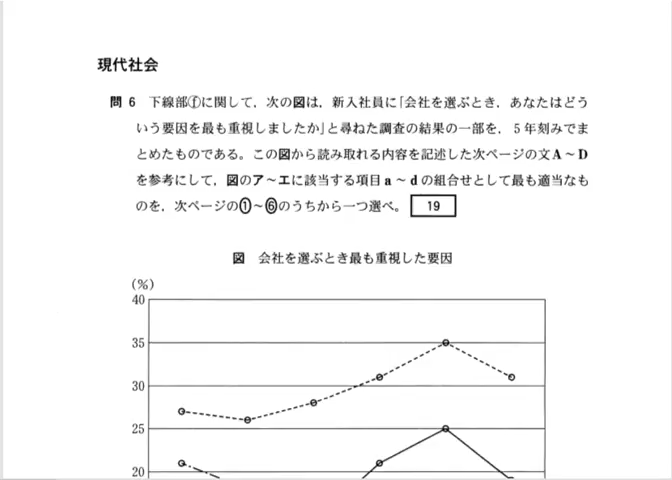 現代社会
問 6 下線部ⓕに関して，次の図は，新入社員に「会社を選ぶとき，あなたはどう
いう要因を最も重視しましたか」と尋ねた調査の結果の一部を，5年刻みでま
とめたものである。この図から読み取れる内容を記述した次ページの文A～D
を参考にして，図のア～エに該当する項目a～dの組合せとして最も適当なも
のを，次ページの①～⑥のうちから一つ選べ。 19
図 会社を選ぶとき最も重視した要因
(%)
40
35
30
25
20